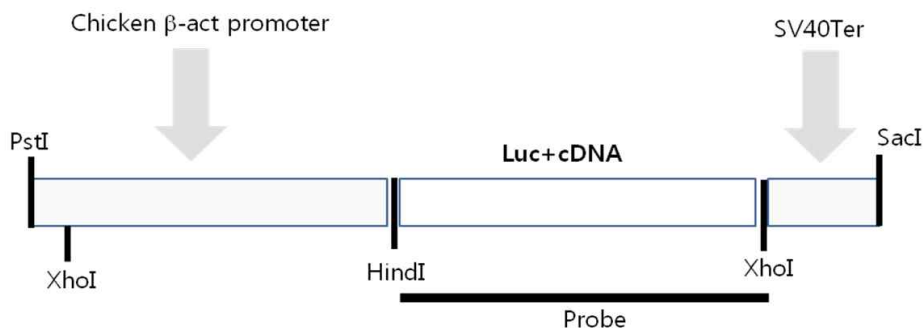 Chicken β-act promoter
SV40Ter
PstI
Luc+cDNA
SacI
XhoI
HindI
XhoI
Probe